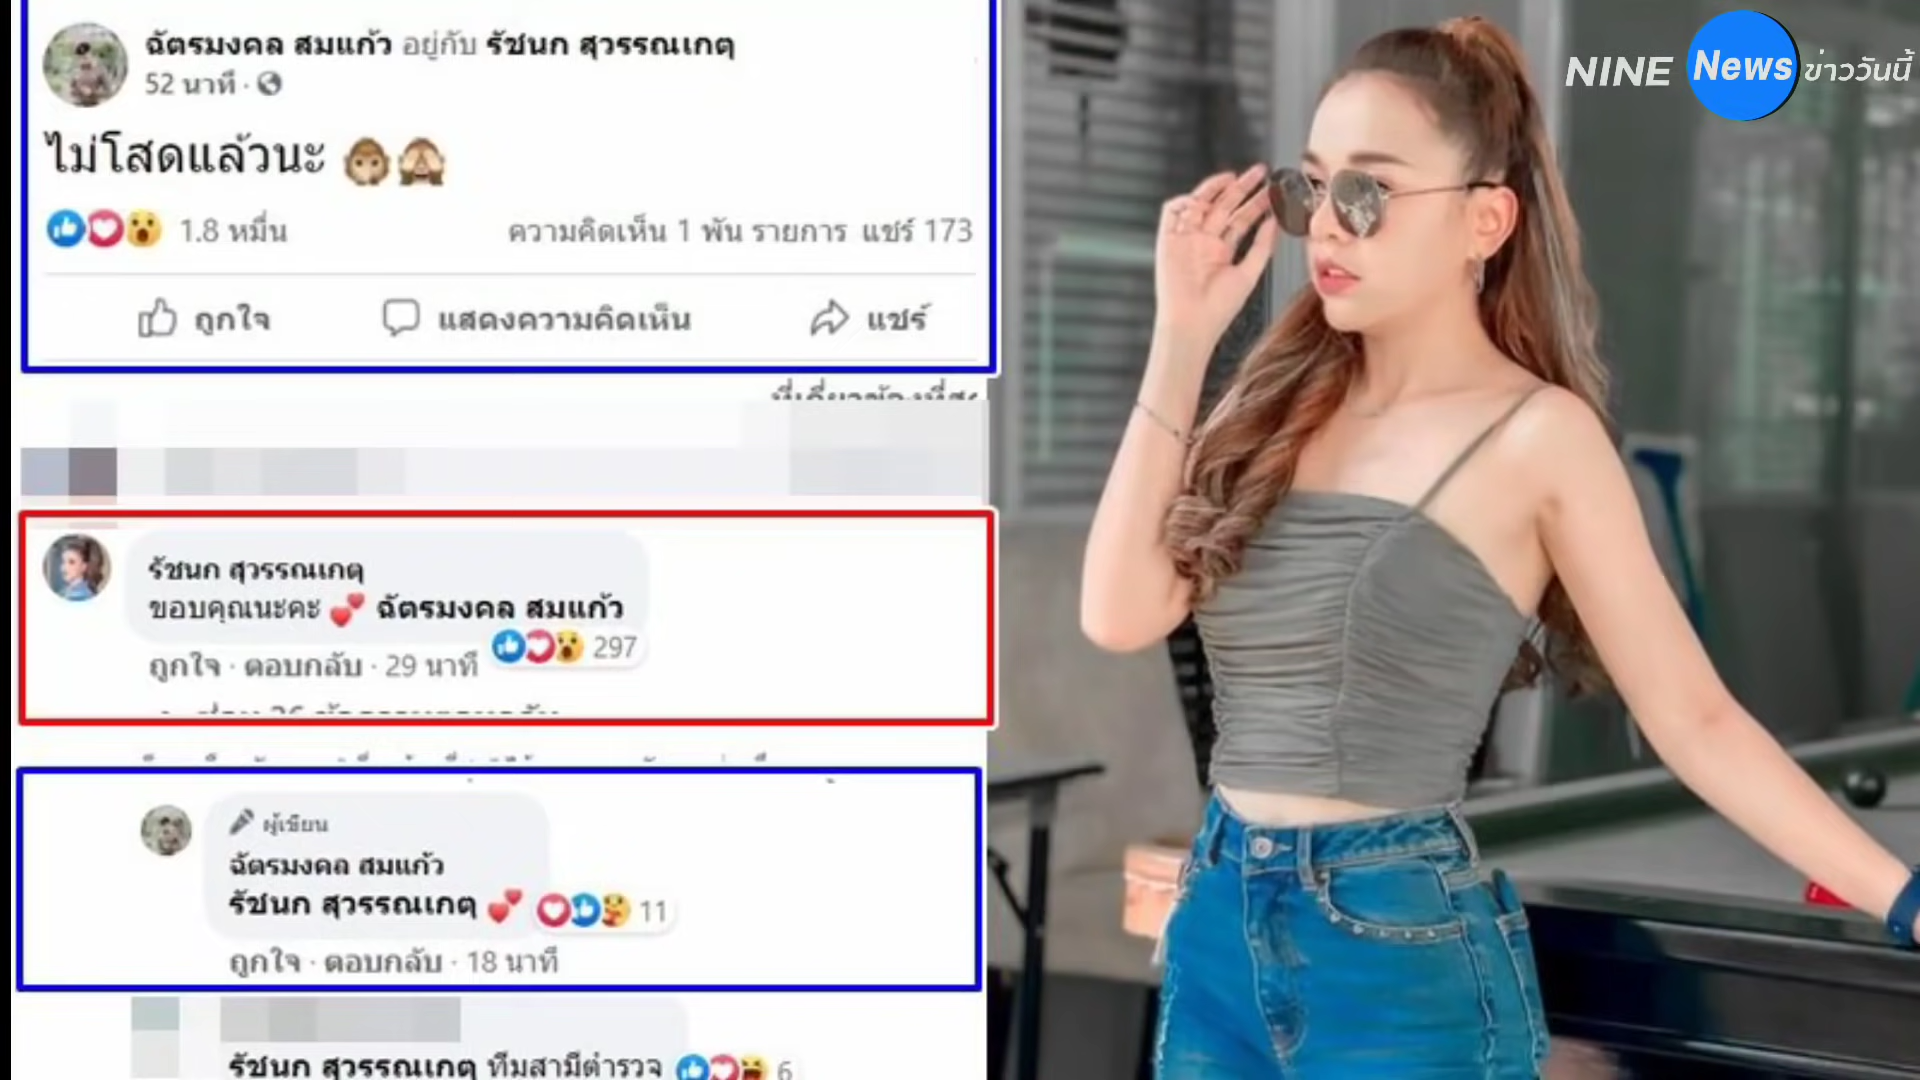 ฉัตรมงคล สมแก้ว อยู่กับ รัชนก สุวรรณเกตุ
52 นาที ·
ไม่โสดแล้วนะ
1.8 หมื่น ความคิดเห็น 1 พัน รายการ แชร์ 173
ถูกใจ แสดงความคิดเห็น แชร์
รัชนก สุวรรณเกตุ
ขอบคุณนะคะ 💕 ฉัตรมงคล สมแก้ว
ถูกใจ · ตอบกลับ · 29 นาที 297
ผู้เขียน
ฉัตรมงคล สมแก้ว
รัชนก สุวรรณเกตุ 💕 11
ถูกใจ · ตอบกลับ · 18 นาที
รัชนก สุวรรณเกตุ ทีมสามีตำรวจ 6
NINE News ข่าววันนี้